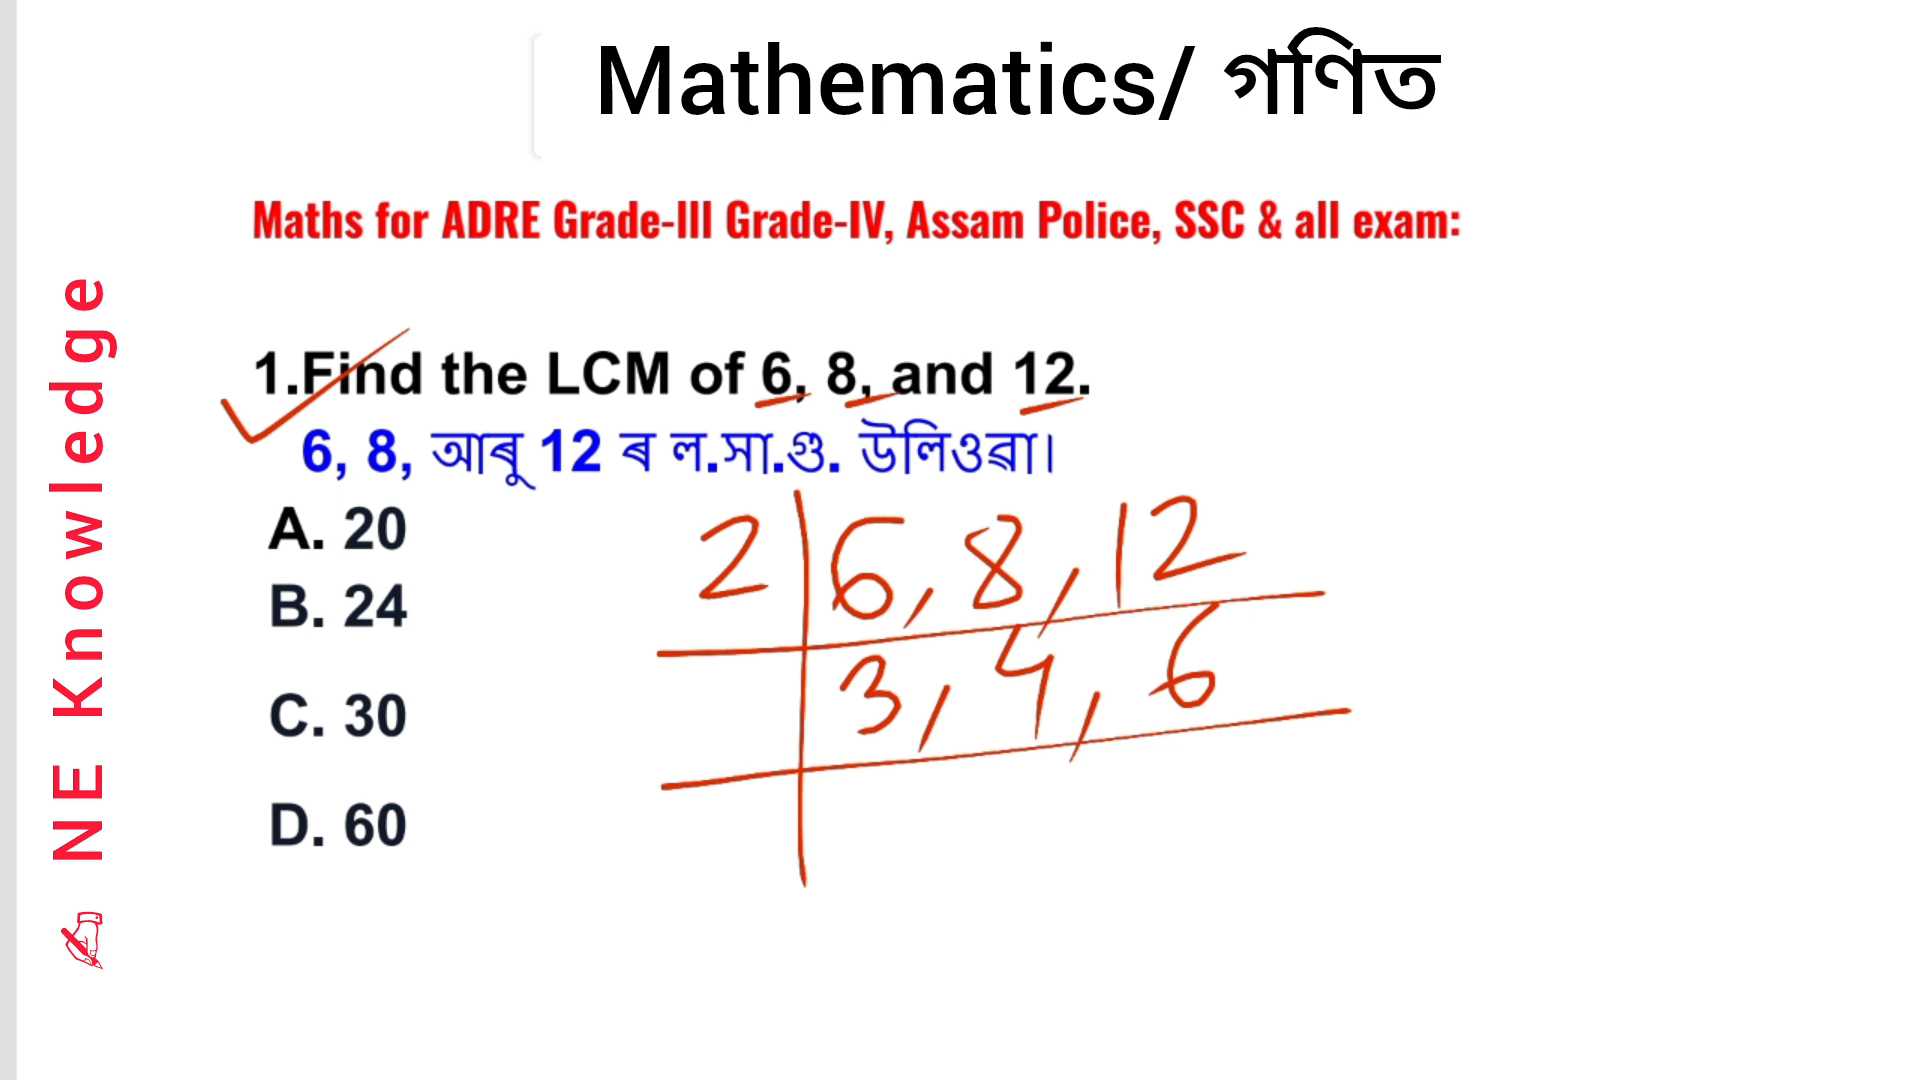 Mathematics/ গণিত
Maths for ADRE Grade-III Grade-IV, Assam Police, SSC & all exam:
1.Find the LCM of 6, 8, and 12.
6, 8, আৰু 12 ৰ ল.সা.গু. উলিওৱা।
A. 20
B. 24
C. 30
D. 60
2 6, 8, 12
3, 4, 6
✍ NE Knowledge